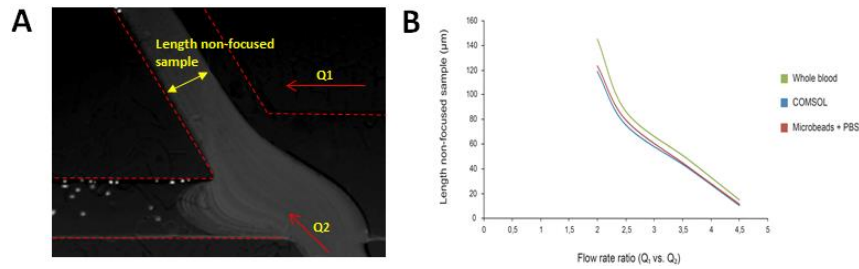 A
Length non-focused
sample
Q1
Q2
B
Length non-focused sample (µm)
160
140
120
100
80
60
40
20
0
0 0,5 1 1,5 2 2,5 3 3,5 4 4,5 5
Flow rate ratio (Q₁ vs. Q₂)
Whole blood
COMSOL
Microbeads + PBS